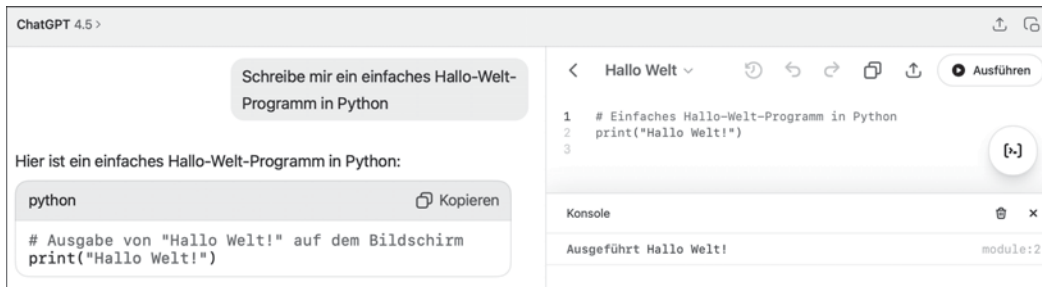 ChatGPT 4.5 >
Schreibe mir ein einfaches Hallo-Welt-
Programm in Python
Hier ist ein einfaches Hallo-Welt-Programm in Python:
python
Kopieren
# Ausgabe von "Hallo Welt!" auf dem Bildschirm
print("Hallo Welt!")
Hallo Welt
Ausführen
1 # Einfaches Hallo-Welt-Programm in Python
2 print("Hallo Welt!")
3
Konsole
Ausgeführt Hallo Welt!
module:2